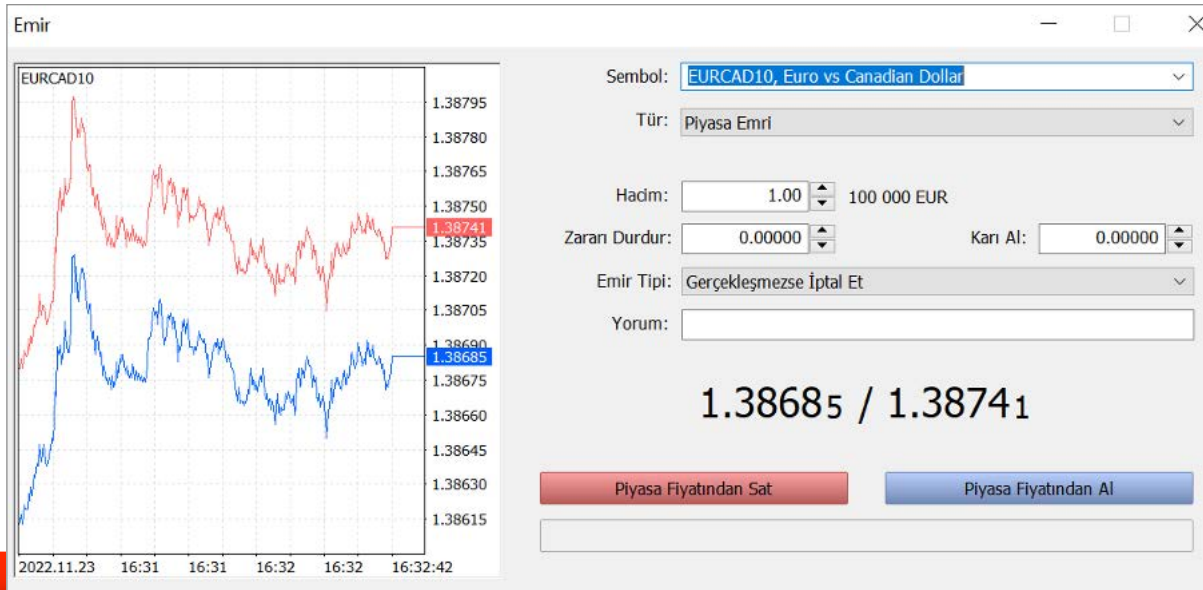 Emir
EURCAD10
1.38795
1.38780
1.38765
1.38750
1.38741
1.38735
1.38720
1.38705
1.38690
1.38685
1.38675
1.38660
1.38645
1.38630
1.38615
2022.11.23 16:31 16:31 16:32 16:32 16:32:42
Sembol: EURCAD10, Euro vs Canadian Dollar
Tür: Piyasa Emri
Hacim: 1.00 100 000 EUR
Zararı Durdur: 0.00000 Karı Al: 0.00000
Emir Tipi: Gerçekleşmezse İptal Et
Yorum:
1.38685 / 1.38741
Piyasa Fiyatından Sat Piyasa Fiyatından Al